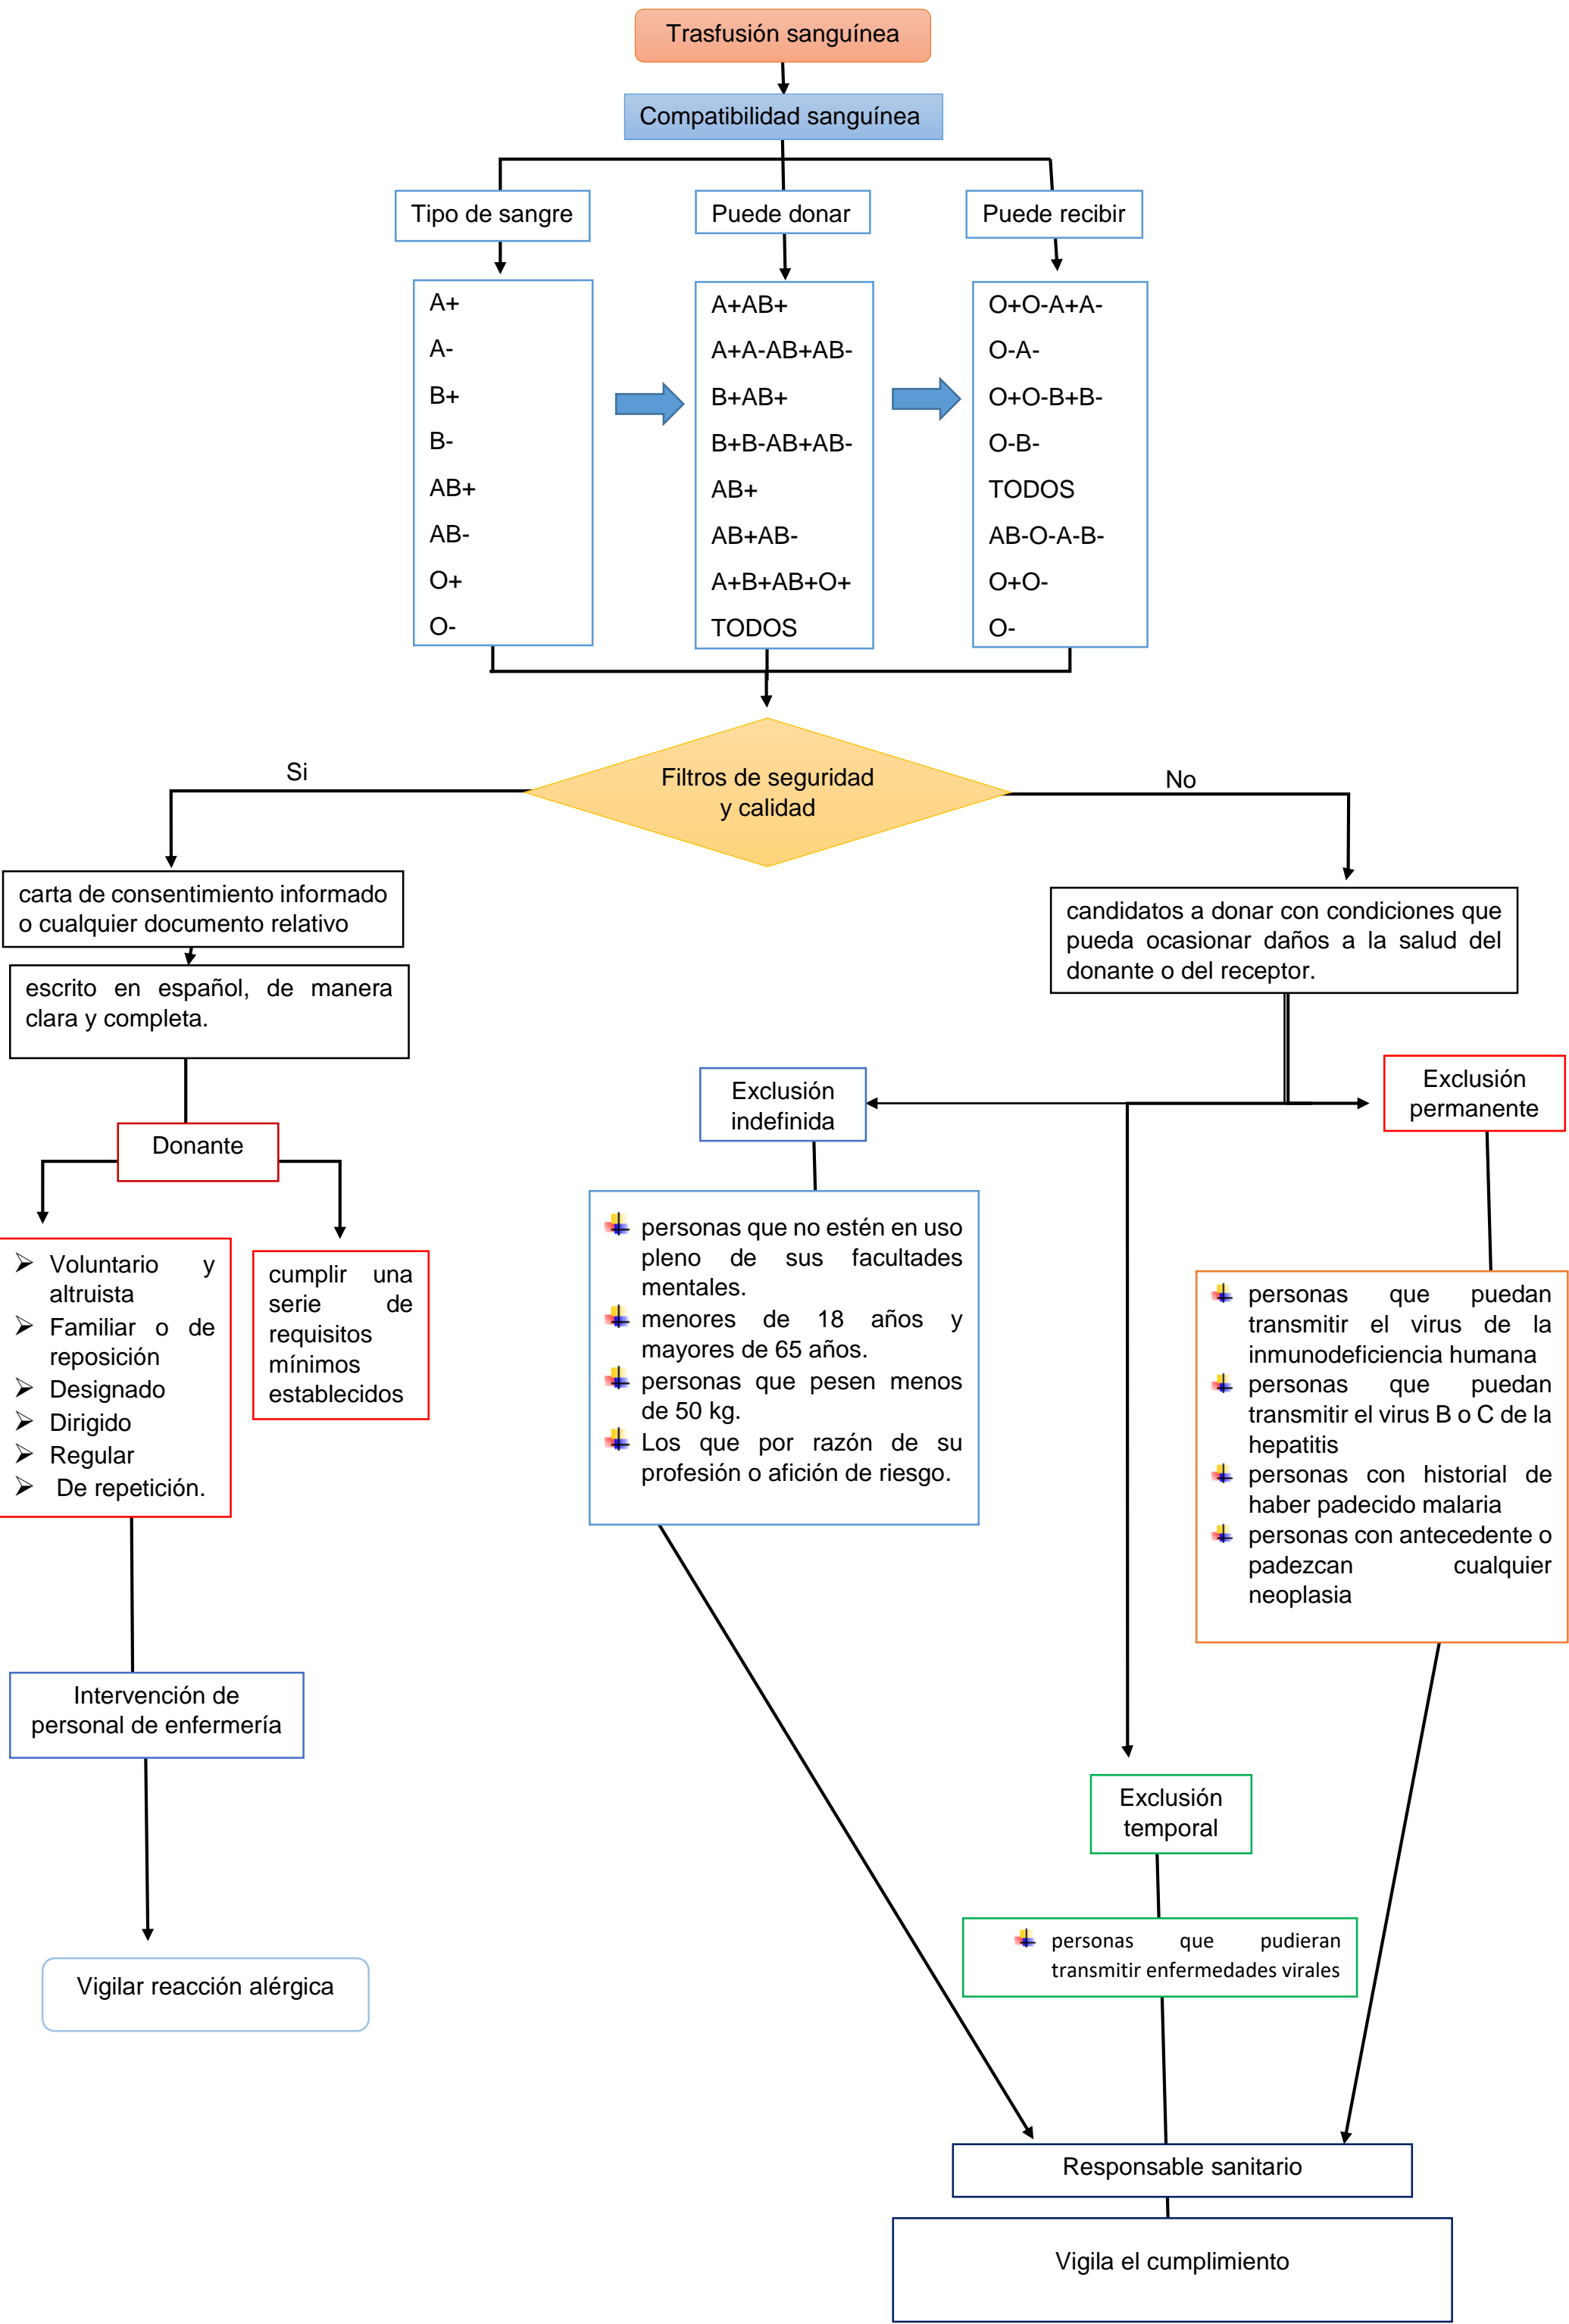 Trasfusión sanguínea
Compatibilidad sanguínea
Tipo de sangre
Puede donar
Puede recibir
A+
A-
B+
B-
AB+
AB-
O+
O-
A+AB+
A+A-AB+AB-
B+AB+
B+B-AB+AB-
AB+
AB+AB-
A+B+AB+O+
TODOS
O+O-A+A-
O-A-
O+O-B+B-
O-B-
TODOS
AB-O-A-B-
O+O-
O-
Filtros de seguridad
y calidad
Si
No
carta de consentimiento informado
o cualquier documento relativo
escrito en español, de manera
clara y completa.
Donante
Voluntario y
altruista
Familiar o de
reposición
Designado
Dirigido
Regular
De repetición.
cumplir una
serie de
requisitos
mínimos
establecidos
Intervención de
personal de enfermería
Vigilar reacción alérgica
candidatos a donar con condiciones que
pueda ocasionar daños a la salud del
donante o del receptor.
Exclusión
indefinida
personas que no estén en uso
pleno de sus facultades
mentales.
menores de 18 años y
mayores de 65 años.
personas que pesen menos
de 50 kg.
Los que por razón de su
profesión o afición de riesgo.
Exclusión
permanente
personas que puedan
transmitir el virus de la
inmunodeficiencia humana
personas que puedan
transmitir el virus B o C de la
hepatitis
personas con historial de
haber padecido malaria
personas con antecedente o
padezcan cualquier
neoplasia
Exclusión
temporal
personas que pudieran
transmitir enfermedades virales
Responsable sanitario
Vigila el cumplimiento